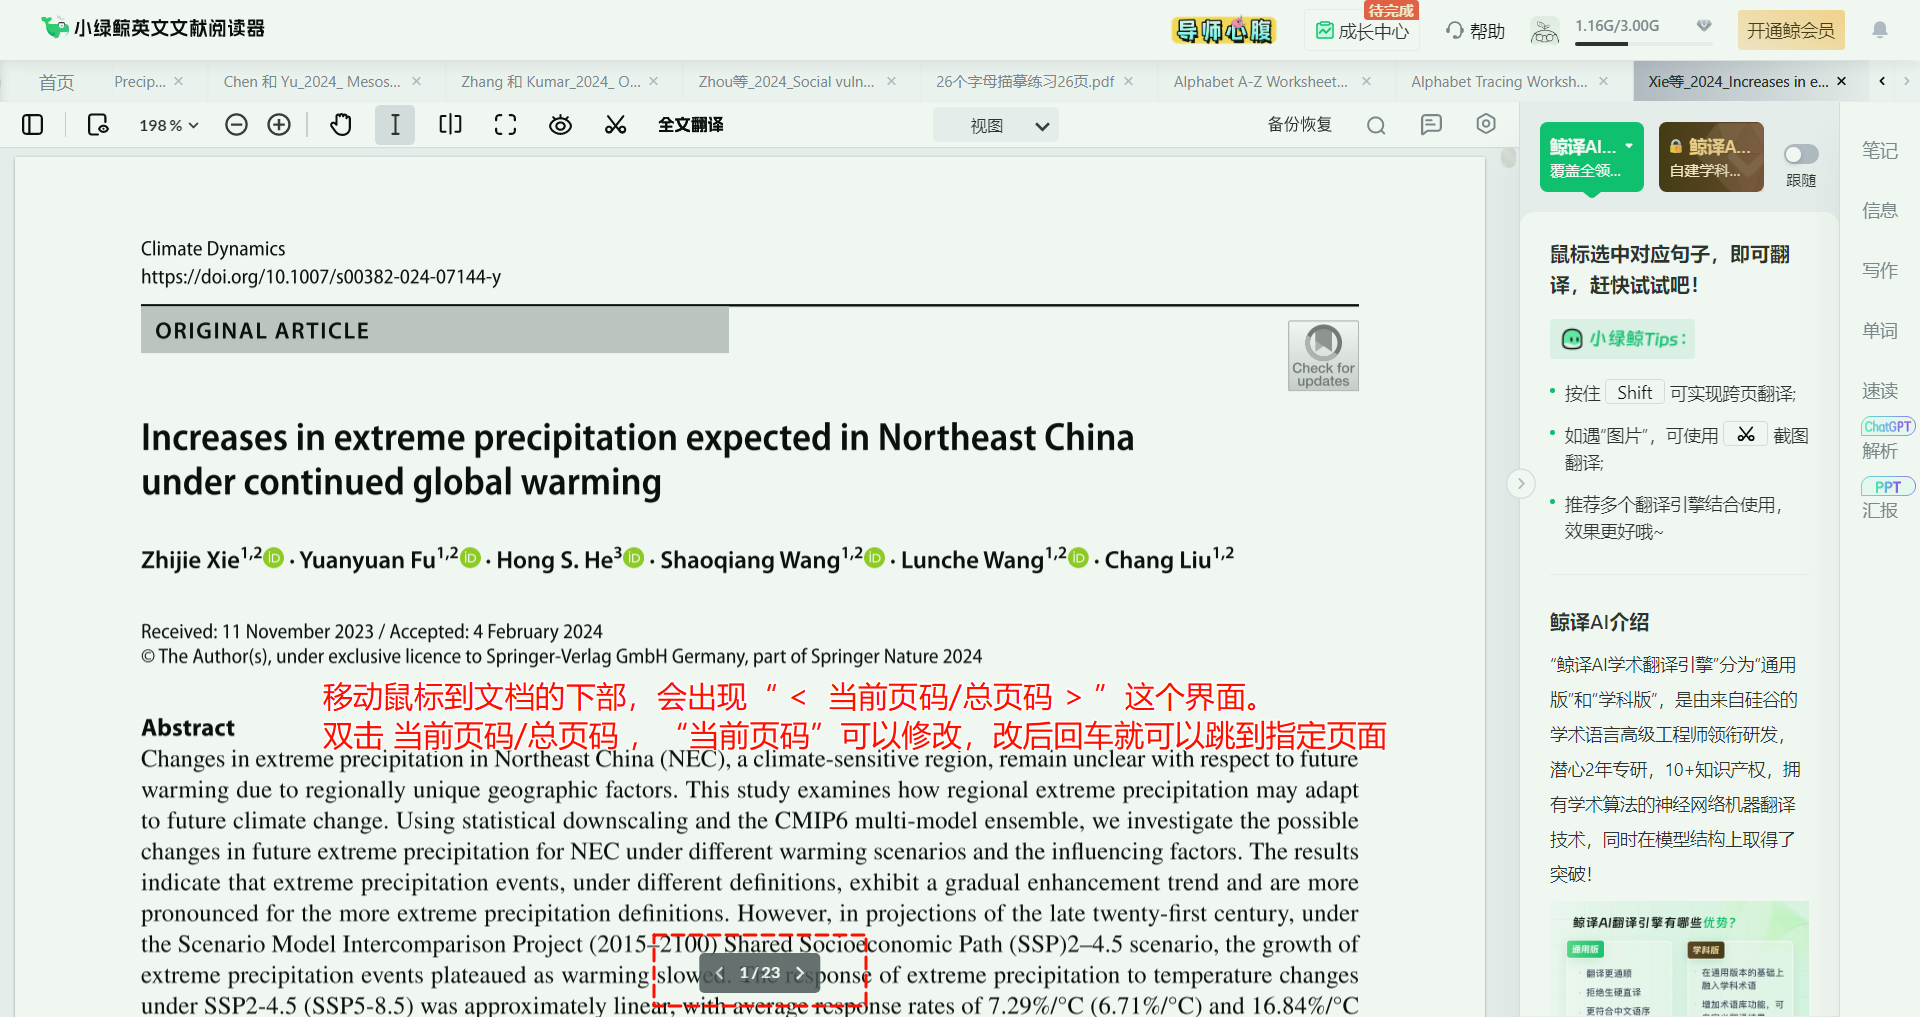 小绿鲸英文文献阅读器
导师心腹
待完成
成长中心
帮助
1.16G/3.00G
开通鲸会员
首页
Precip...
Chen 和 Yu_2024_ Mesos...
Zhang 和 Kumar_2024_ O...
Zhou等_2024_Social vuln...
26个字母描摹练习26页.pdf
Alphabet A-Z Worksheet...
Alphabet Tracing Worksh...
Xie等_2024_Increases in e...
198 %
全文翻译
视图
备份恢复
Climate Dynamics
https://doi.org/10.1007/s00382-024-07144-y
ORIGINAL ARTICLE
Check for
updates
Increases in extreme precipitation expected in Northeast China
under continued global warming
Zhijie Xie1,2 iD · Yuanyuan Fu1,2 iD · Hong S. He3 iD · Shaoqiang Wang1,2 iD · Lunche Wang1,2 iD · Chang Liu1,2
Received: 11 November 2023 / Accepted: 4 February 2024
© The Author(s), under exclusive licence to Springer-Verlag GmbH Germany, part of Springer Nature 2024
移动鼠标到文档的下部，会出现“ < 当前页码/总页码 > ”这个界面。
双击 当前页码/总页码 ，“当前页码”可以修改，改后回车就可以跳到指定页面
Abstract
Changes in extreme precipitation in Northeast China (NEC), a climate-sensitive region, remain unclear with respect to future
warming due to regionally unique geographic factors. This study examines how regional extreme precipitation may adapt
to future climate change. Using statistical downscaling and the CMIP6 multi-model ensemble, we investigate the possible
changes in future extreme precipitation for NEC under different warming scenarios and the influencing factors. The results
indicate that extreme precipitation events, under different definitions, exhibit a gradual enhancement trend and are more
pronounced for the more extreme precipitation definitions. However, in projections of the late twenty-first century, under
the Scenario Model Intercomparison Project (2015–2100) Shared Socioeconomic Path (SSP)2–4.5 scenario, the growth of
extreme precipitation events plateaued as warming slowed. The response of extreme precipitation to temperature changes
under SSP2-4.5 (SSP5-8.5) was approximately linear, with average response rates of 7.29%/°C (6.71%/°C) and 16.84%/°C
< 1 / 23 >
鲸译AI...
覆盖全领...
鲸译A...
自建学科...
跟随
鼠标选中对应句子，即可翻
译，赶快试试吧！
小绿鲸Tips：
按住 Shift 可实现跨页翻译;
如遇“图片”，可使用 截图
翻译;
推荐多个翻译引擎结合使用，
效果更好哦~
鲸译AI介绍
“鲸译AI学术翻译引擎”分为“通用
版”和“学科版”，是由来自硅谷的
学术语言高级工程师领衔研发，
潜心2年专研，10+知识产权，拥
有学术算法的神经网络机器翻译
技术，同时在模型结构上取得了
突破！
鲸译AI翻译引擎有哪些优势?
通用版
翻译更通顺
拒绝生硬直译
更符合中文语序
学科版
在通用版本的基础上
融入学科术语
增加术语库功能，可
笔记
信息
写作
单词
速读
ChatGPT
解析
PPT
汇报